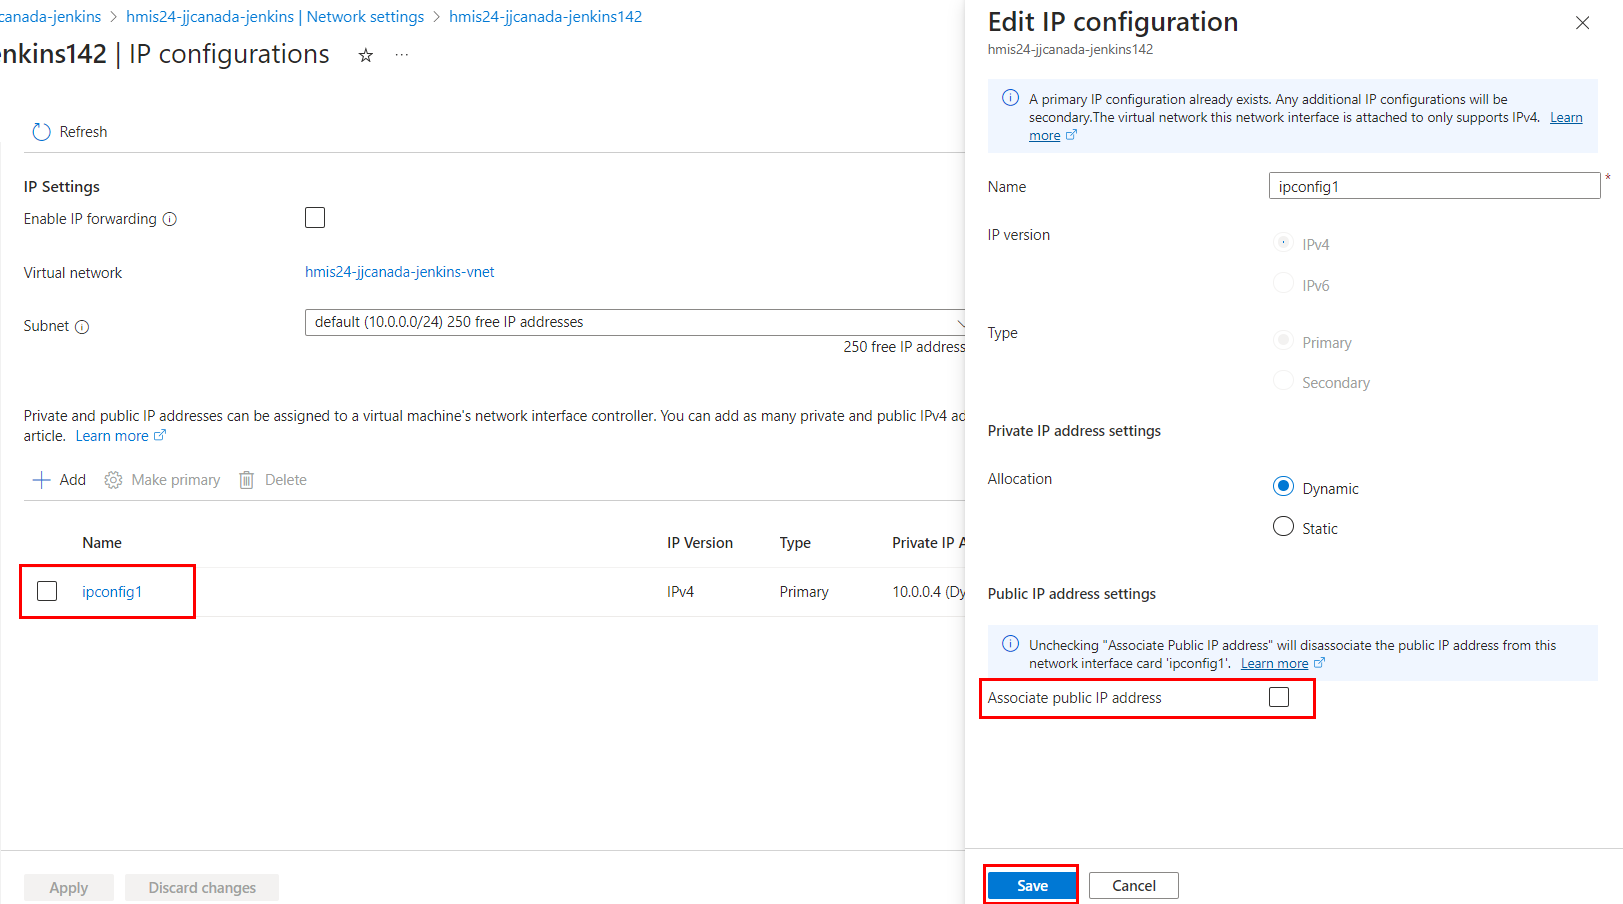 canada-jenkins > hmis24-jjcanada-jenkins | Network settings > hmis24-jjcanada-jenkins142
enkins142 | IP configurations
Refresh
IP Settings
Enable IP forwarding
Virtual network
hmis24-jjcanada-jenkins-vnet
Subnet
default (10.0.0.0/24) 250 free IP addresses
250 free IP address
Private and public IP addresses can be assigned to a virtual machine's network interface controller. You can add as many private and public IPv4 ad
article. Learn more
Add Make primary Delete
Name IP Version Type Private IP A
ipconfig1 IPv4 Primary 10.0.0.4 (Dy
Apply Discard changes
Edit IP configuration
hmis24-jjcanada-jenkins142
A primary IP configuration already exists. Any additional IP configurations will be
secondary.The virtual network this network interface is attached to only supports IPv4. Learn
more
Name
ipconfig1 *
IP version
IPv4
IPv6
Type
Primary
Secondary
Private IP address settings
Allocation
Dynamic
Static
Public IP address settings
Unchecking "Associate Public IP address" will disassociate the public IP address from this
network interface card 'ipconfig1'. Learn more
Associate public IP address
Save Cancel